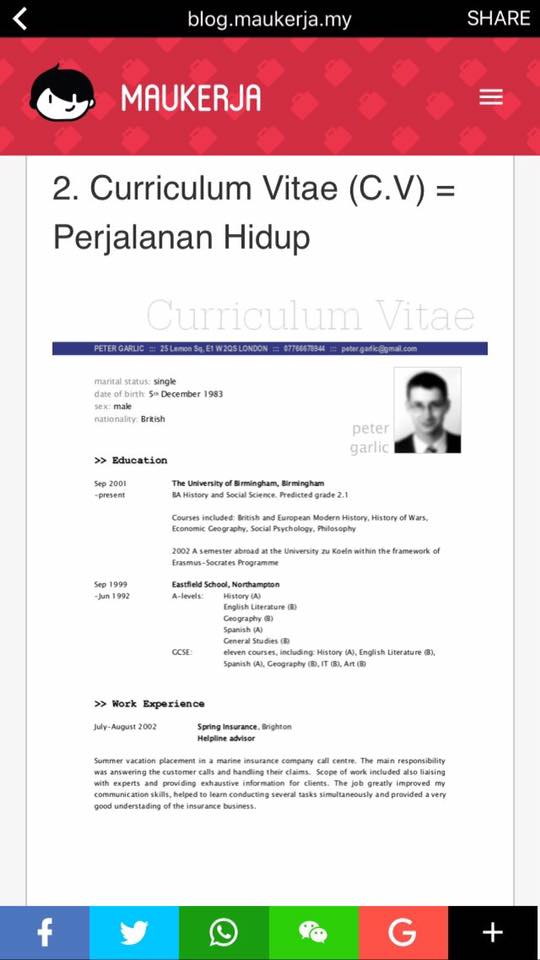 blog.maukerja.my
SHARE
MAUKERJA
2. Curriculum Vitae (C.V) =
Perjalanan Hidup
Curriculum Vitae
PETER GARLIC ::: 25 Lemon Sq, E1 W2QS LONDON ::: 07766678944 ::: peter.garlic@gmail.com
marital status: single
date of birth: 5th December 1983
sex: male
nationality: British
peter
garlic
>> Education
Sep 2001 The University of Birmingham, Birmingham
-present BA History and Social Science. Predicted grade 2.1
Courses included: British and European Modern History, History of Wars,
Economic Geography, Social Psychology, Philosophy
2002 A semester abroad at the University zu Koeln within the framework of
Erasmus-Socrates Programme
Sep 1999 Eastfield School, Northampton
-Jun 1992 A-levels: History (A)
English Literature (B)
Geography (B)
Spanish (A)
General Studies (B)
GCSE: eleven courses, including: History (A), English Literature (B),
Spanish (A), Geography (B), IT (B), Art (B)
>> Work Experience
July-August 2002 Spring Insurance, Brighton
Helpline advisor
Summer vacation placement in a marine insurance company call centre. The main responsibility
was answering the customer calls and handling their claims. Scope of work included also liaising
with experts and providing exhaustive information for clients. The job greatly improved my
communication skills, helped to learn conducting several tasks simultaneously and provided a very
good understading of the insurance business.